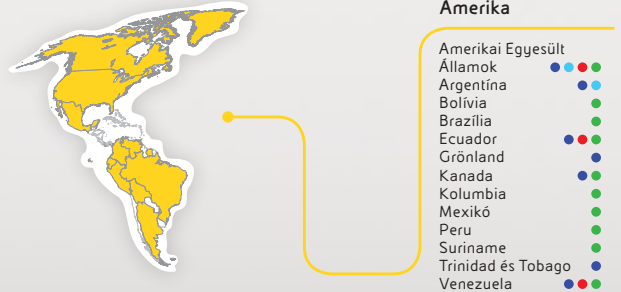 Amerika
Amerikai Egyesült
Államok
Argentína
Bolívia
Brazília
Ecuador
Grönland
Kanada
Kolumbia
Mexikó
Peru
Suriname
Trinidad és Tobago
Venezuela